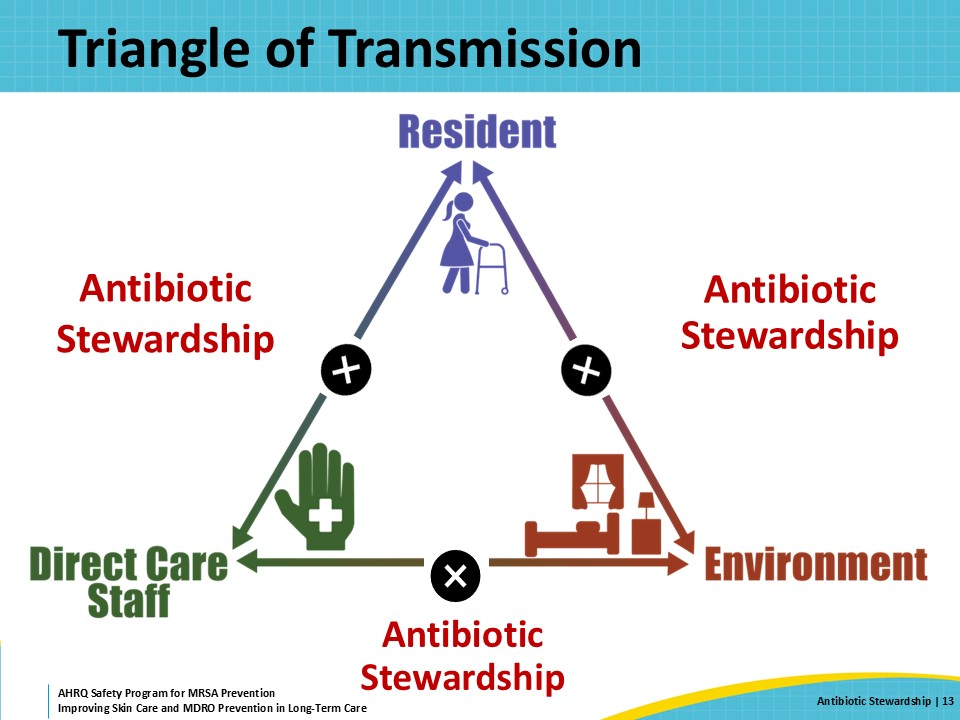 Triangle of Transmission
Resident
Antibiotic
Stewardship
Antibiotic
Stewardship
Direct Care
Staff
Environment
Antibiotic
Stewardship
AHRQ Safety Program for MRSA Prevention
Improving Skin Care and MDRO Prevention in Long-Term Care
Antibiotic Stewardship | 13